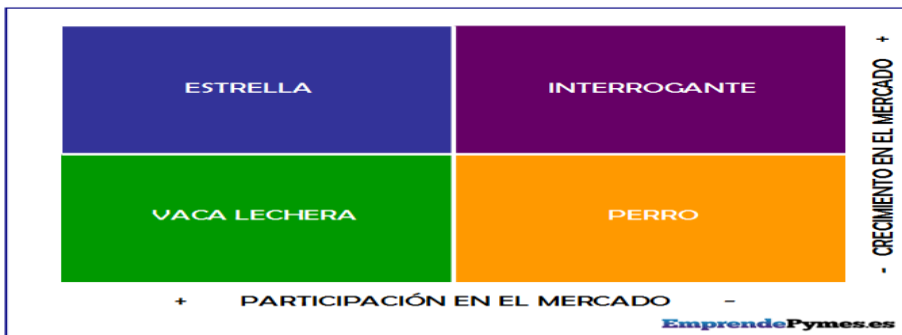 ESTRELLA
INTERROGANTE
VACA LECHERA
PERRO
- CRECIMIENTO EN EL MERCADO +
+ PARTICIPACIÓN EN EL MERCADO -
EmprendePymes.es